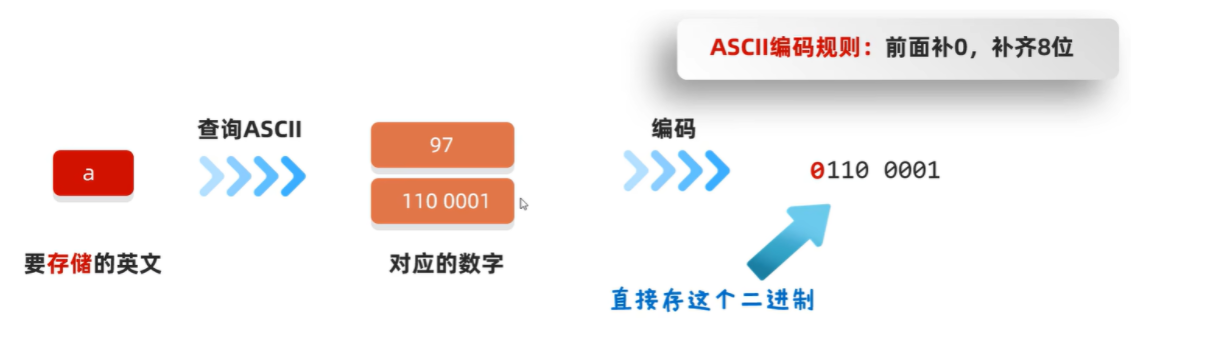 ASCII编码规则：前面补0，补齐8位
查询ASCII
编码
a
97
110 0001
0110 0001
要存储的英文
对应的数字
直接存这个二进制